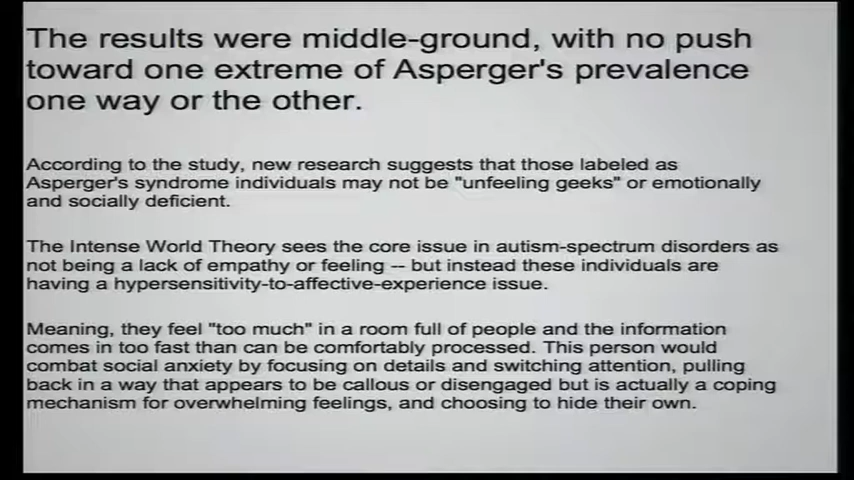 The results were middle-ground, with no push
toward one extreme of Asperger's prevalence
one way or the other.
According to the study, new research suggests that those labeled as
Asperger's syndrome individuals may not be "unfeeling geeks" or emotionally
and socially deficient.
The Intense World Theory sees the core issue in autism-spectrum disorders as
not being a lack of empathy or feeling -- but instead these individuals are
having a hypersensitivity-to-affective-experience issue.
Meaning, they feel "too much" in a room full of people and the information
comes in too fast than can be comfortably processed. This person would
combat social anxiety by focusing on details and switching attention, pulling
back in a way that appears to be callous or disengaged but is actually a coping
mechanism for overwhelming feelings, and choosing to hide their own.